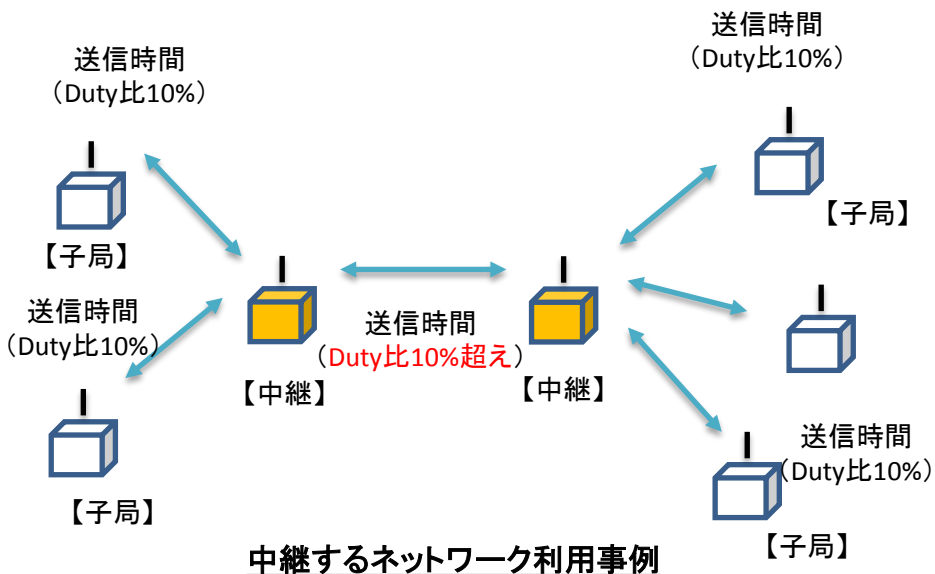 送信時間
（Duty比10%）
【子局】
送信時間
（Duty比10%）
【子局】
【中継】
送信時間
（Duty比10%超え）
【中継】
送信時間
（Duty比10%）
【子局】
送信時間
（Duty比10%）
【子局】
中継するネットワーク利用事例